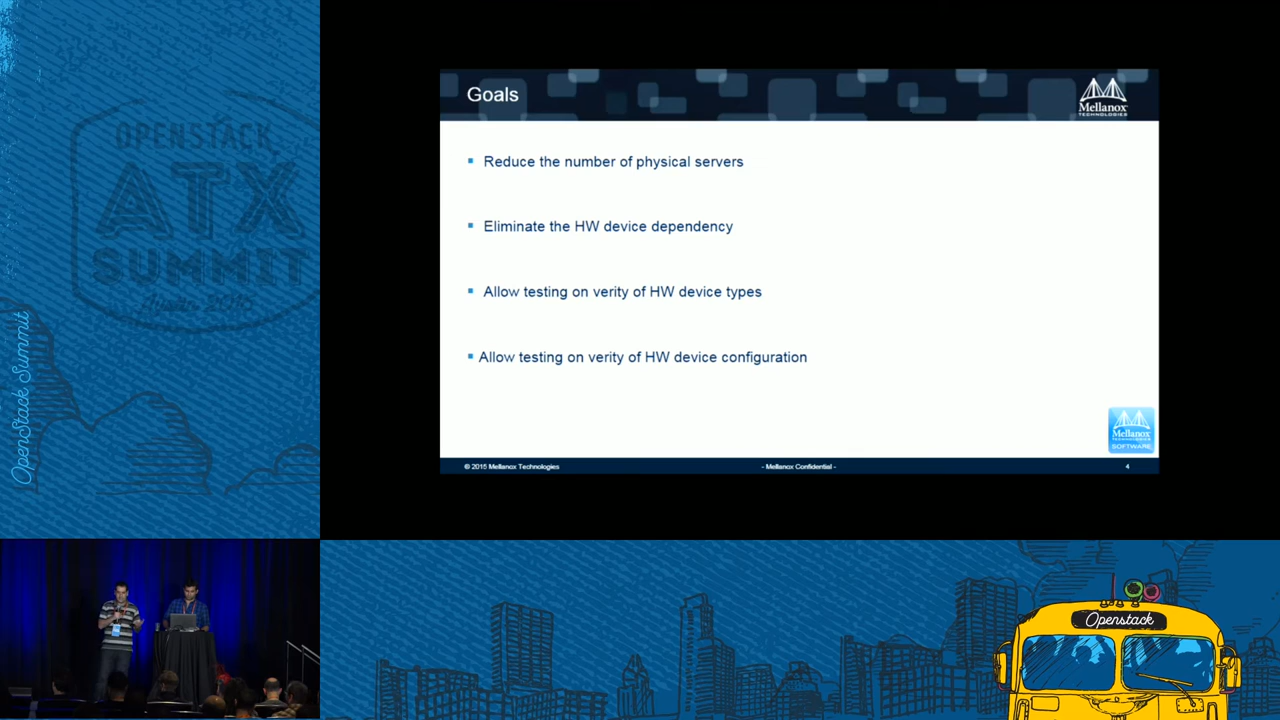 OPENSTACK
ATX
SUMMIT
OpenStack Summit
Goals
Mellanox
TECHNOLOGIES
Reduce the number of physical servers
Eliminate the HW device dependency
Allow testing on verity of HW device types
Allow testing on verity of HW device configuration
Mellanox
TECHNOLOGIES
SOFTWARE
© 2015 Mellanox Technologies
- Mellanox Confidential -
4
Openstack